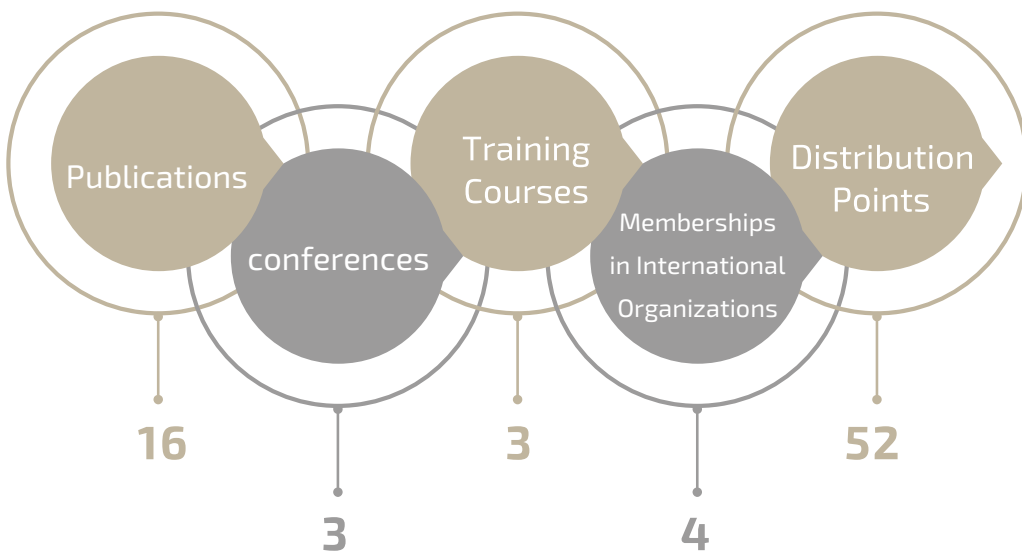 Publications
16
conferences
3
Training
Courses
3
Memberships
in International
Organizations
4
Distribution
Points
52